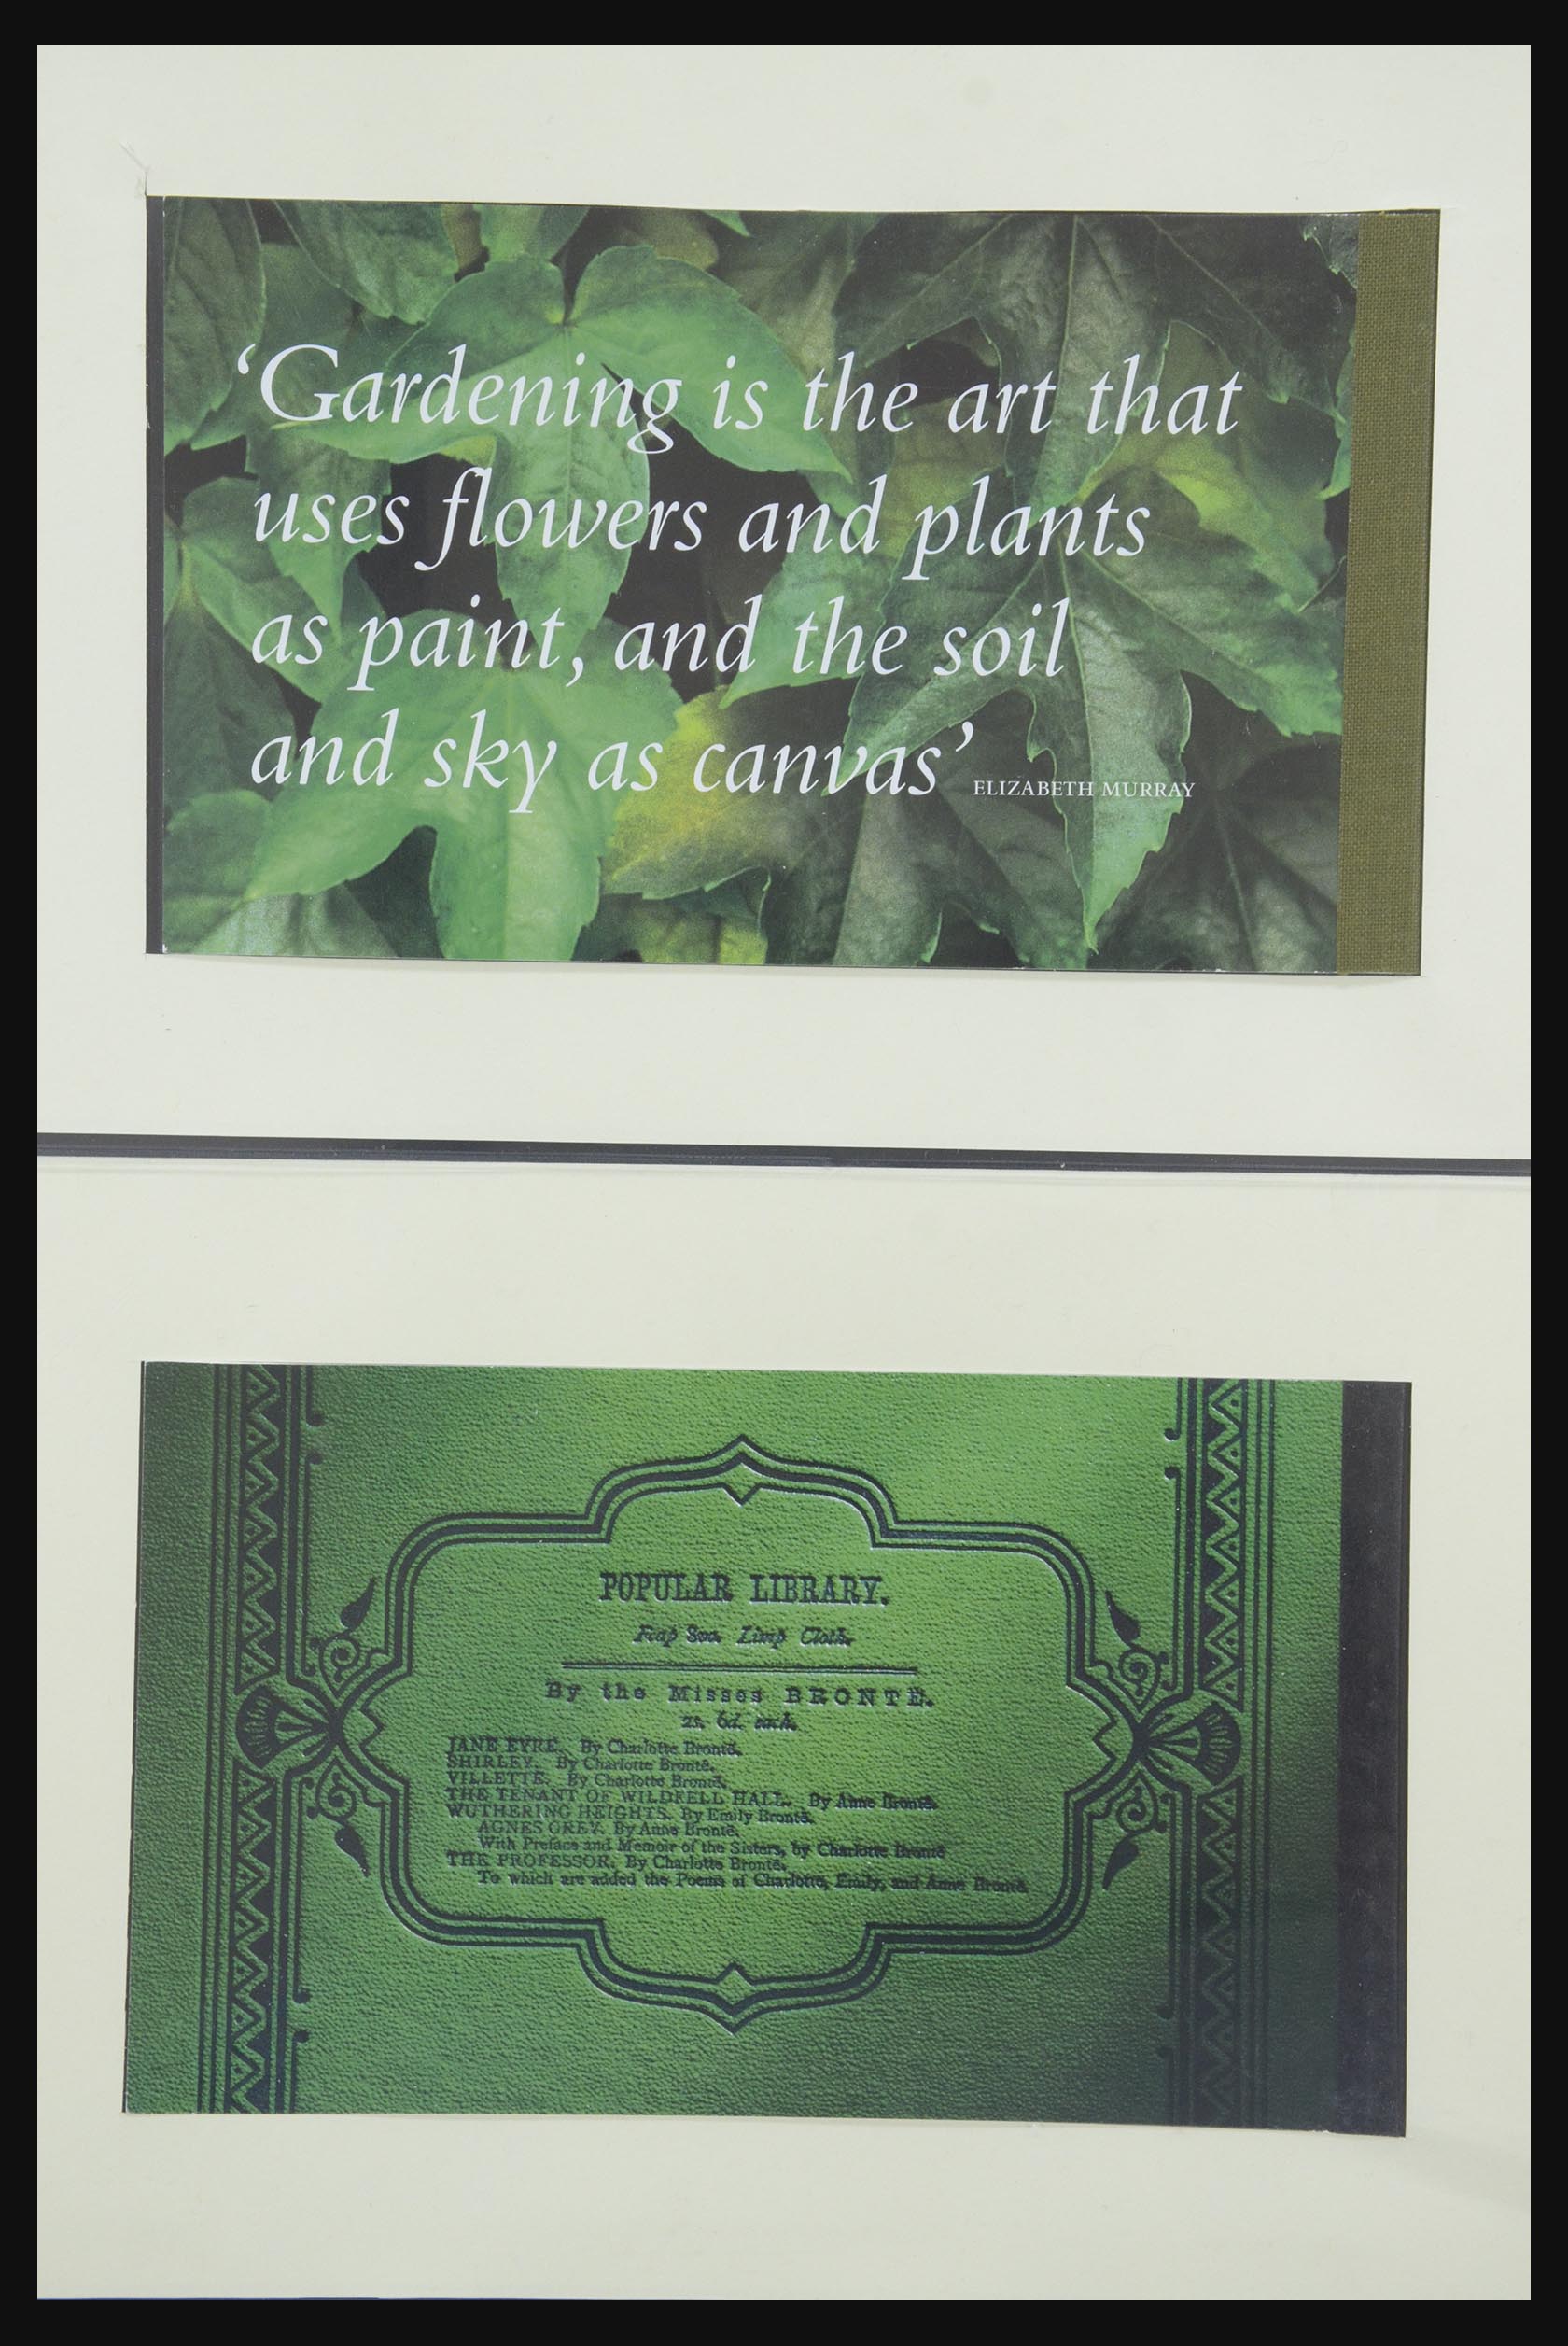 ‘Gardening is the art that
uses flowers and plants
as paint, and the soil
and sky as canvas’ ELIZABETH MURRAY
POPULAR LIBRARY.
Fcap 8vo. Limp Cloth.
By the Misses BRONTË.
2s. 6d. each.
JANE EYRE. By Charlotte Brontë.
SHIRLEY. By Charlotte Brontë.
VILLETTE. By Charlotte Brontë.
THE TENANT OF WILDFELL HALL. By Anne Brontë.
WUTHERING HEIGHTS. By Emily Brontë.
AGNES GREY. By Anne Brontë.
With Preface and Memoir of the Sisters, by Charlotte Brontë
THE PROFESSOR. By Charlotte Brontë.
To which are added the Poems of Charlotte, Emily, and Anne Brontë.